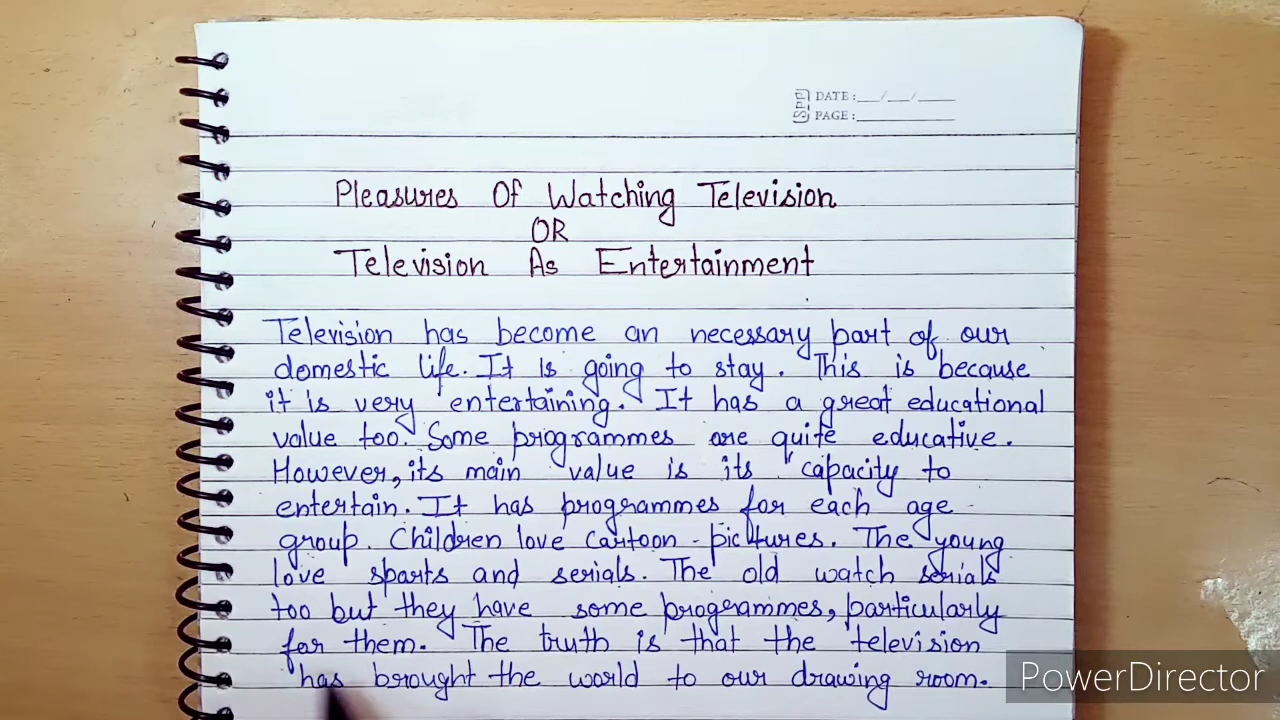 SPL DATE:__/__/____
PAGE:__________
Pleasures Of Watching Television
OR
Television As Entertainment
Television has become an necessary part of our
domestic life. It is going to stay. This is because
it is very entertaining. It has a great educational
value too. Some programmes are quite educative.
However, its main value is its capacity to
entertain. It has programmes for each age
group. Children love cartoon-pictures. The young
love sports and serials. The old watch serials
too but they have some programmes, particularly
for them. The truth is that the television
has brought the world to our drawing room.
PowerDirector